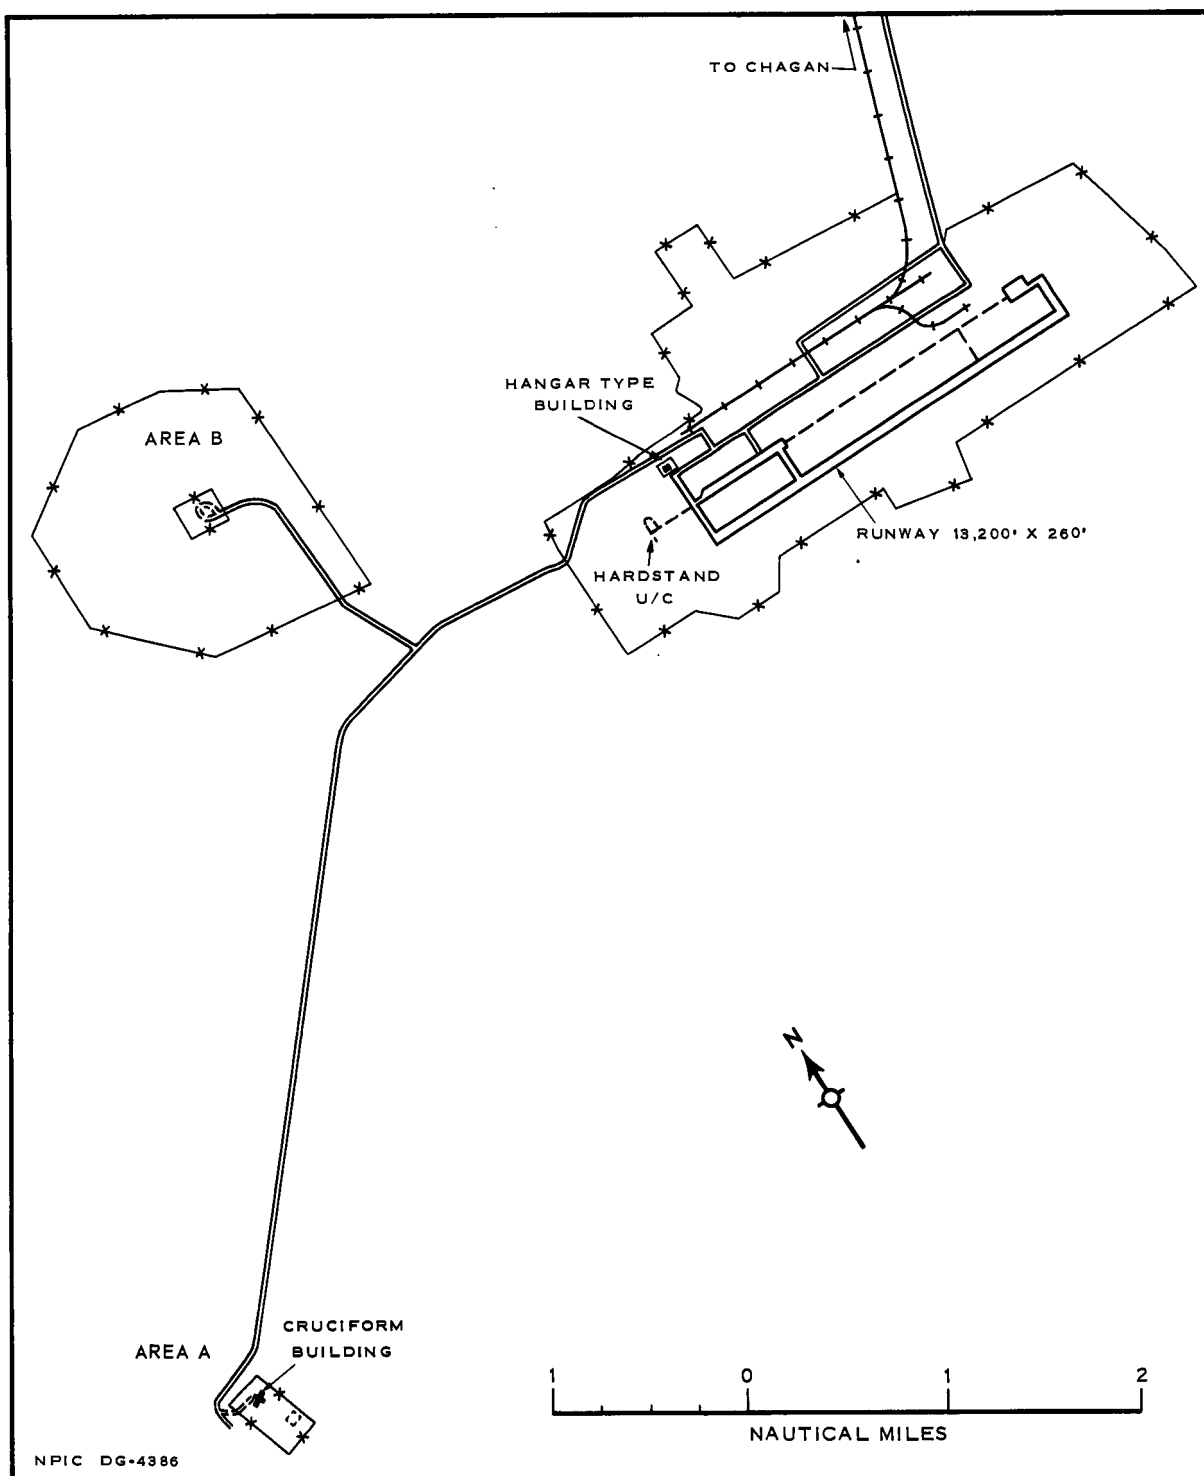 TO CHAGAN
HANGAR TYPE
BUILDING
AREA B
RUNWAY 13,200' X 260'
HARDSTAND
U/C
N
CRUCIFORM
BUILDING
AREA A
1 0 1 2
NAUTICAL MILES
NPIC DG-4386